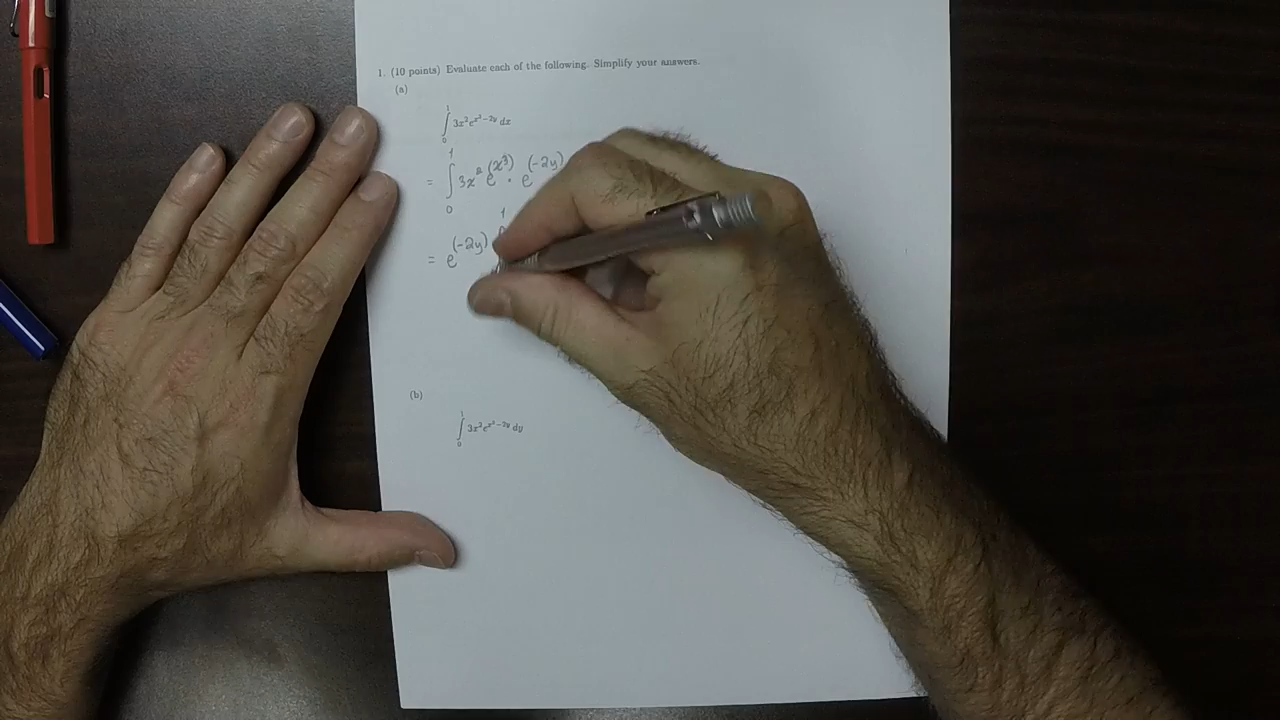 1. (10 points) Evaluate each of the following. Simplify your answers.
(a)
∫₀¹ 3x²e^{x³−2y} dx
= ∫₀¹ 3x² e^{(x³)} · e^{(-2y)}
= e^{(-2y)} ∫¹
(b)
∫₀¹ 3x²e^{x³−2y} dy